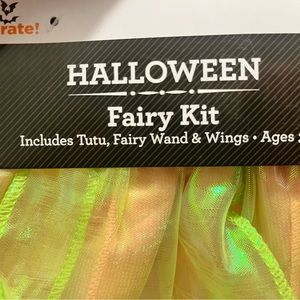 rate!
HALLOWEEN
Fairy Kit
Includes Tutu, Fairy Wand & Wings • Ages